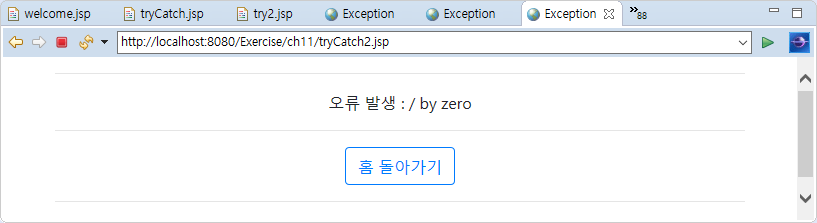 welcome.jsp tryCatch.jsp try2.jsp Exception Exception Exception »88
http://localhost:8080/Exercise/ch11/tryCatch2.jsp
오류 발생 : / by zero
홈 돌아가기